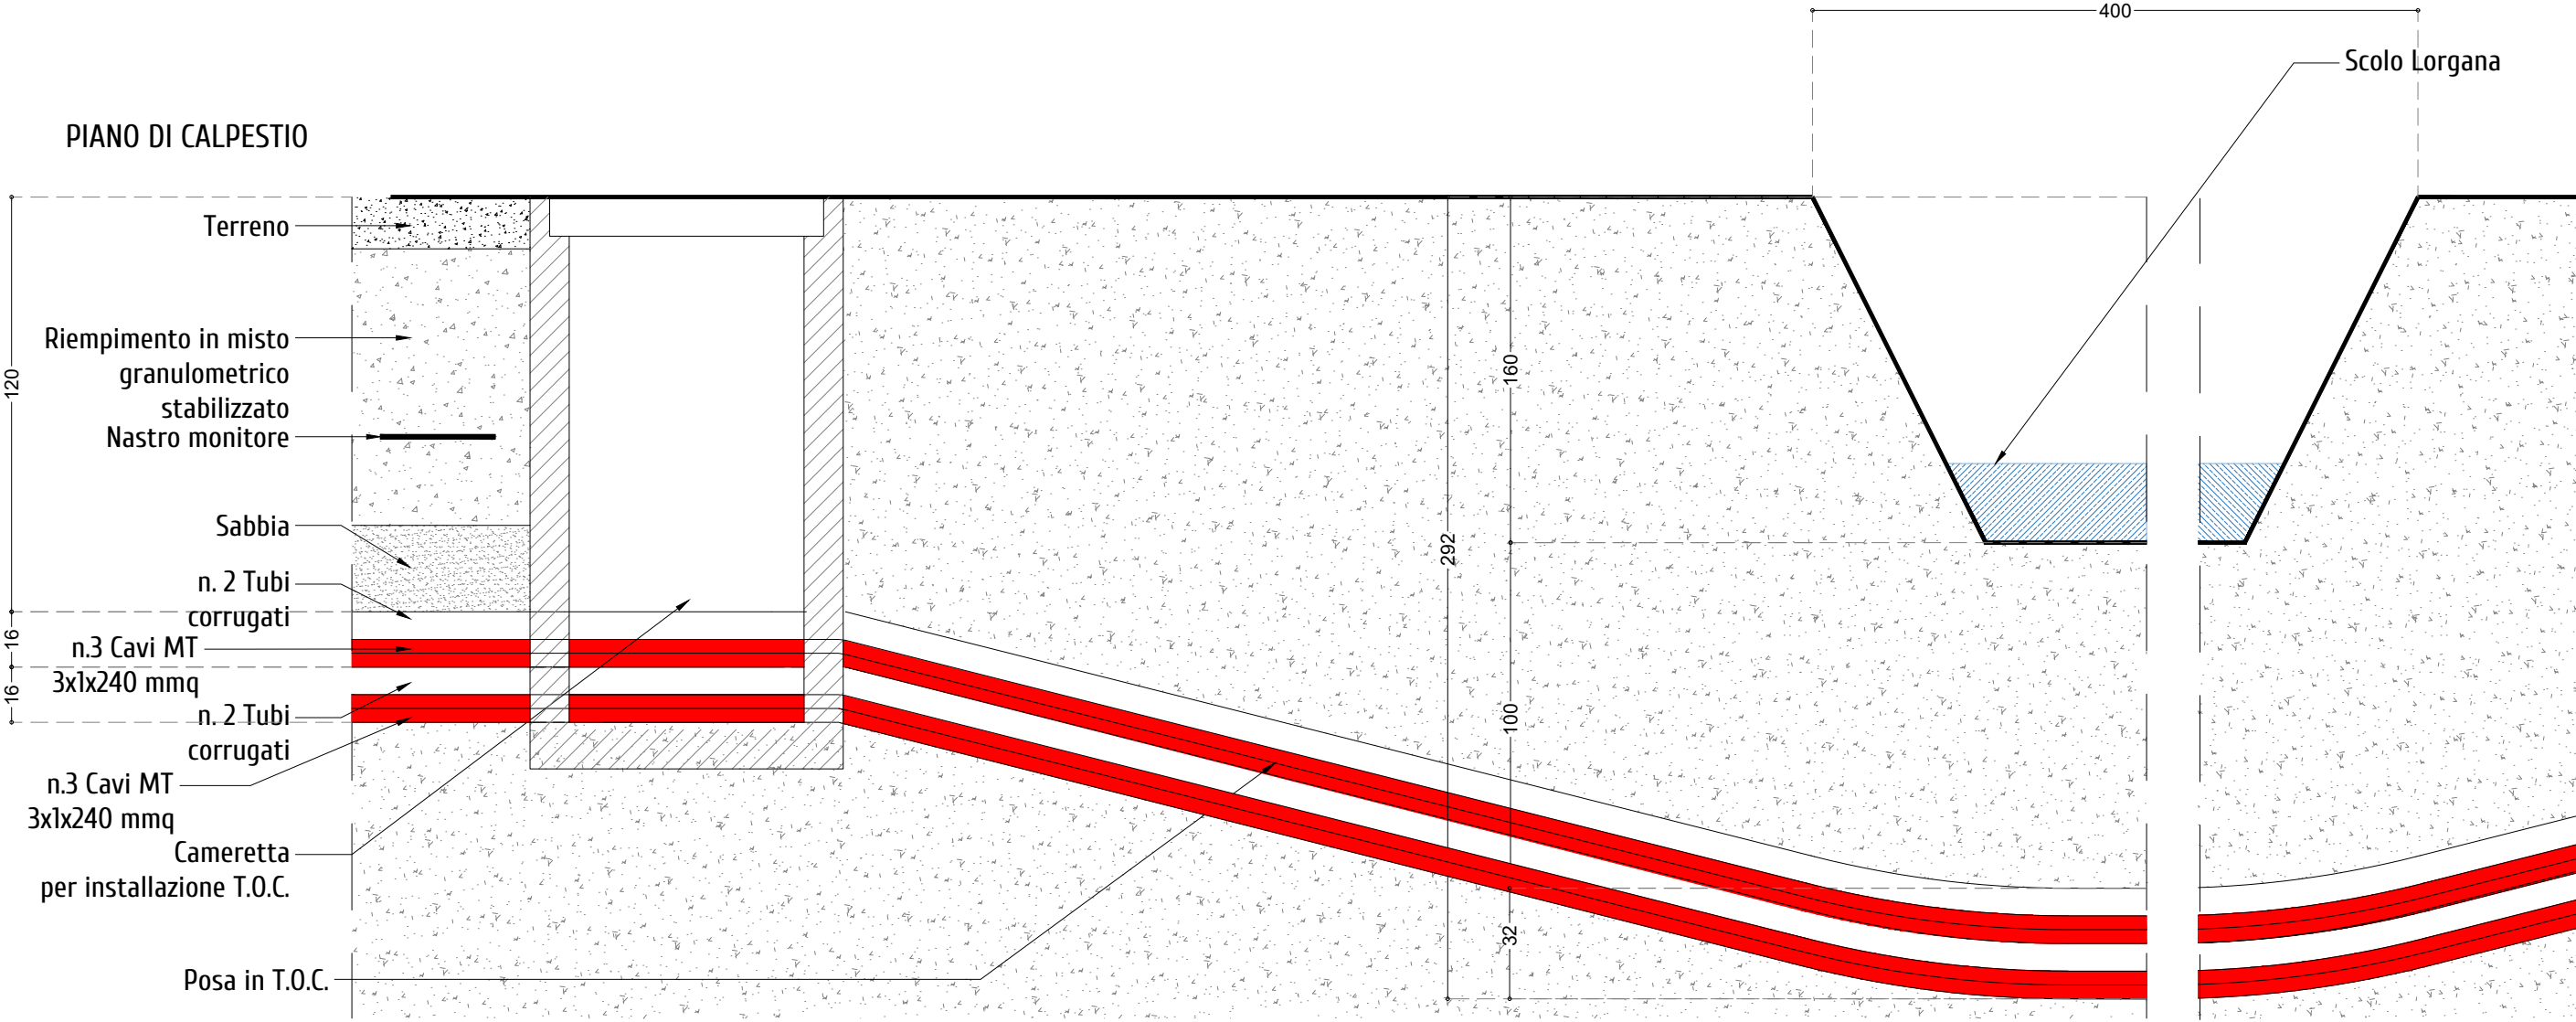 400
Scolo Lorgana
PIANO DI CALPESTIO
Terreno
Riempimento in misto
granulometrico
stabilizzato
Nastro monitore
Sabbia
n. 2 Tubi
corrugati
n.3 Cavi MT
3x1x240 mmq
n. 2 Tubi
corrugati
n.3 Cavi MT
3x1x240 mmq
Cameretta
per installazione T.O.C.
Posa in T.O.C.
120
16
16
292
160
100
32